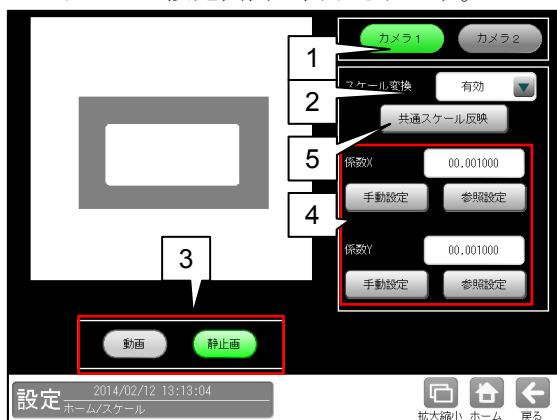 カメラ1
カメラ2
1
スケール変換
有効
2
共通スケール反映
5
係数X
00.001000
手動設定
参照設定
4
係数Y
00.001000
手動設定
参照設定
3
動画
静止画
設定
2014/02/12 13:13:04
ホーム/スケール
拡大縮小
ホーム
戻る